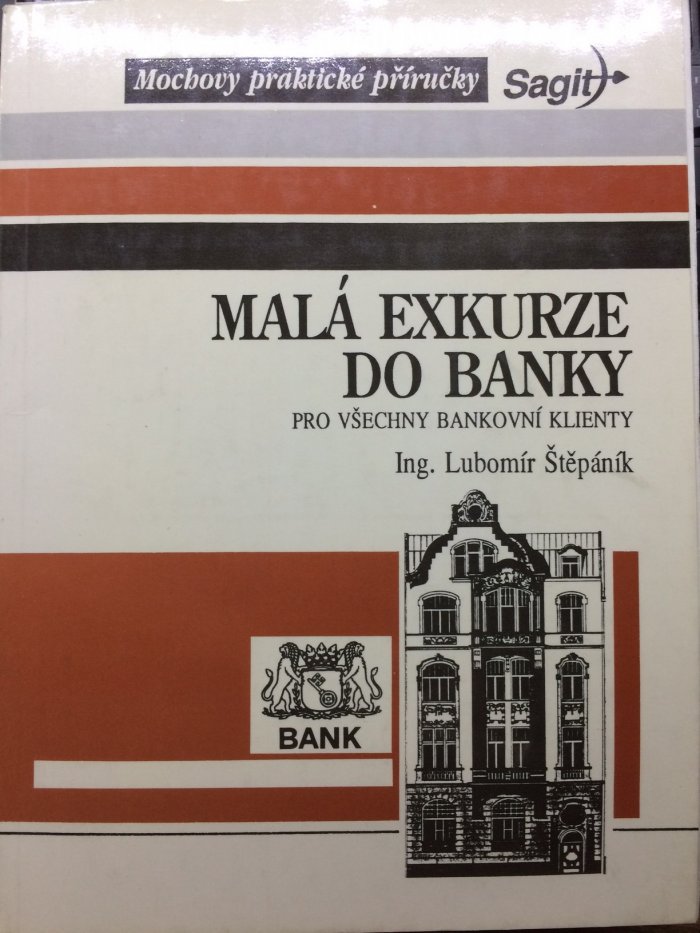 Mochovy praktické příručky
Sagit
MALÁ EXKURZE
DO BANKY
PRO VŠECHNY BANKOVNÍ KLIENTY
Ing. Lubomír Štěpáník
BANK